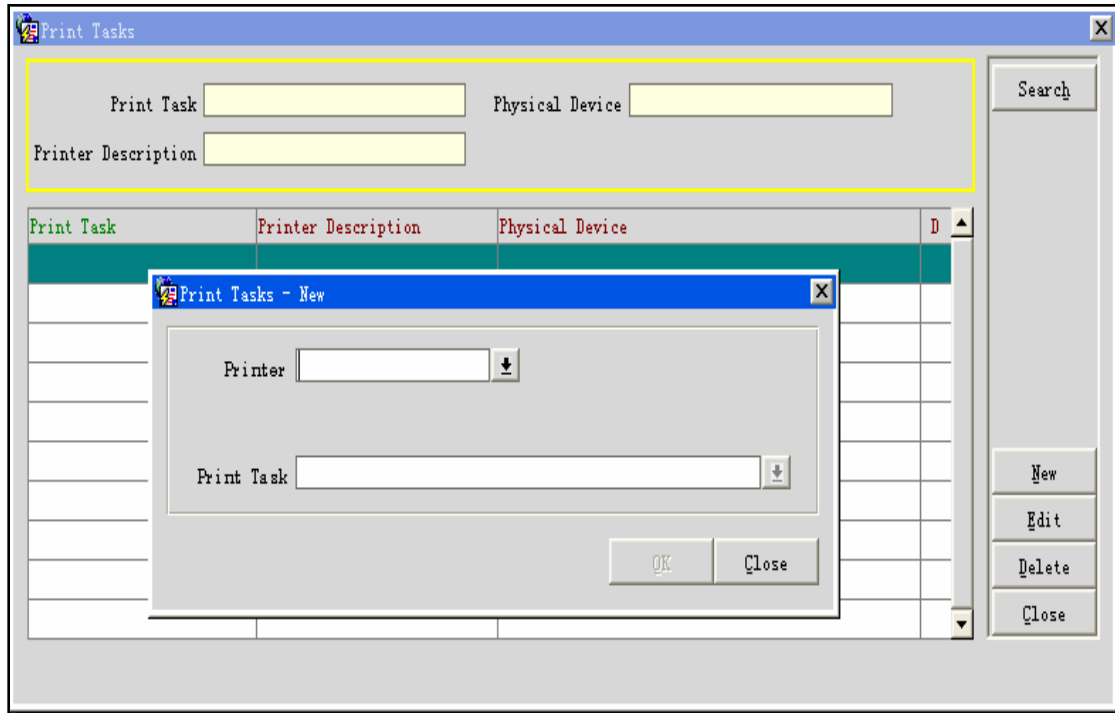 Print Tasks
Print Task
Physical Device
Search
Printer Description
Print Task Printer Description Physical Device D
Print Tasks - New
Printer
Print Task
OK
Close
New
Edit
Delete
Close